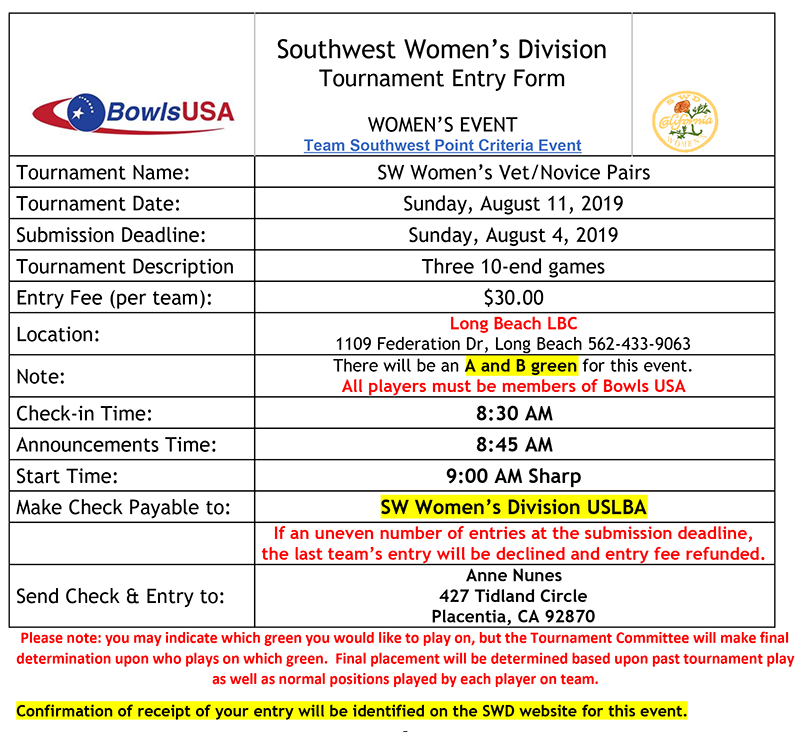 Southwest Women's Division
Tournament Entry Form
BowlsUSA
SWD
California
WOMEN'S
WOMEN'S EVENT
Team Southwest Point Criteria Event
Tournament Name: SW Women's Vet/Novice Pairs
Tournament Date: Sunday, August 11, 2019
Submission Deadline: Sunday, August 4, 2019
Tournament Description Three 10-end games
Entry Fee (per team): $30.00
Location: Long Beach LBC
1109 Federation Dr, Long Beach 562-433-9063
Note: There will be an A and B green for this event.
All players must be members of Bowls USA
Check-in Time: 8:30 AM
Announcements Time: 8:45 AM
Start Time: 9:00 AM Sharp
Make Check Payable to: SW Women's Division USLBA
If an uneven number of entries at the submission deadline,
the last team's entry will be declined and entry fee refunded.
Send Check & Entry to: Anne Nunes
427 Tidland Circle
Placentia, CA 92870
Please note: you may indicate which green you would like to play on, but the Tournament Committee will make final
determination upon who plays on which green. Final placement will be determined based upon past tournament play
as well as normal positions played by each player on team.
Confirmation of receipt of your entry will be identified on the SWD website for this event.